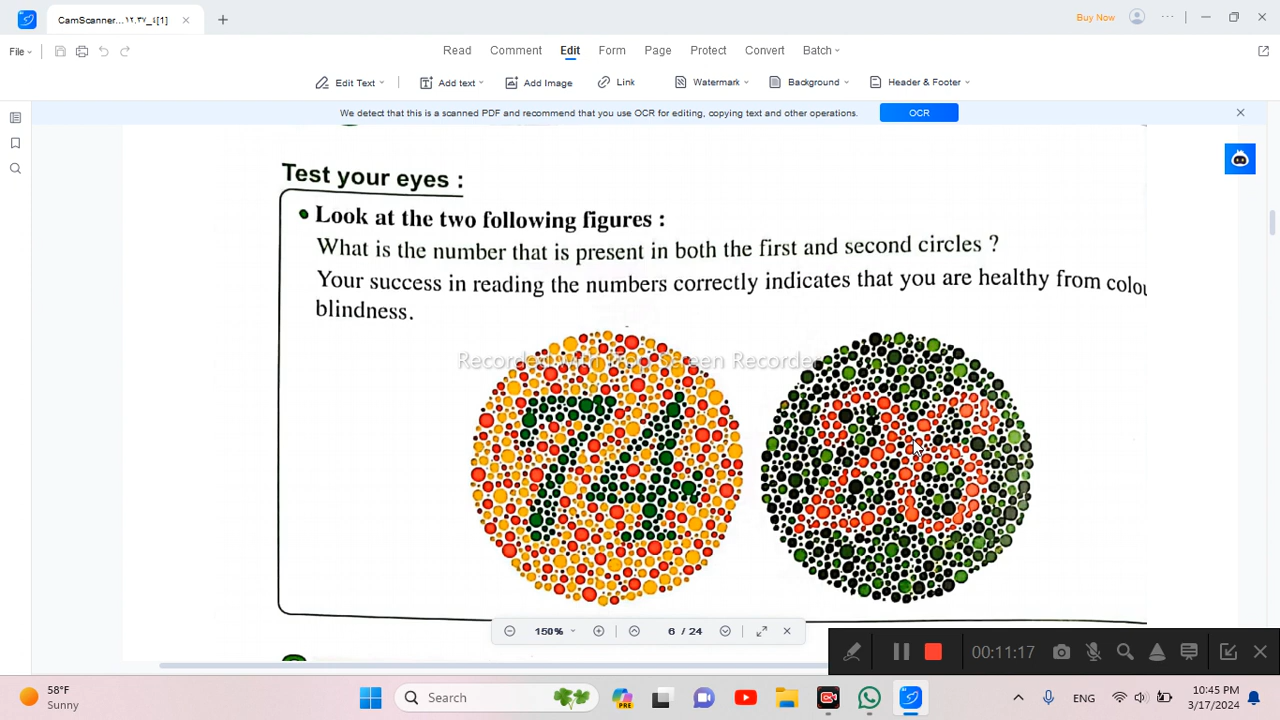 CamScanner...
Buy Now
File
Read Comment Edit Form Page Protect Convert Batch
Edit Text Add text Add Image Link Watermark Background Header & Footer
We detect that this is a scanned PDF and recommend that you use OCR for editing, copying text and other operations.
OCR
Test your eyes :
Look at the two following figures :
What is the number that is present in both the first and second circles ?
Your success in reading the numbers correctly indicates that you are healthy from colou
blindness.
Recorded with Screen Recorder
74
26
150% 6 / 24
00:11:17
58°F
Sunny
Search
PRE
ENG
10:45 PM
3/17/2024